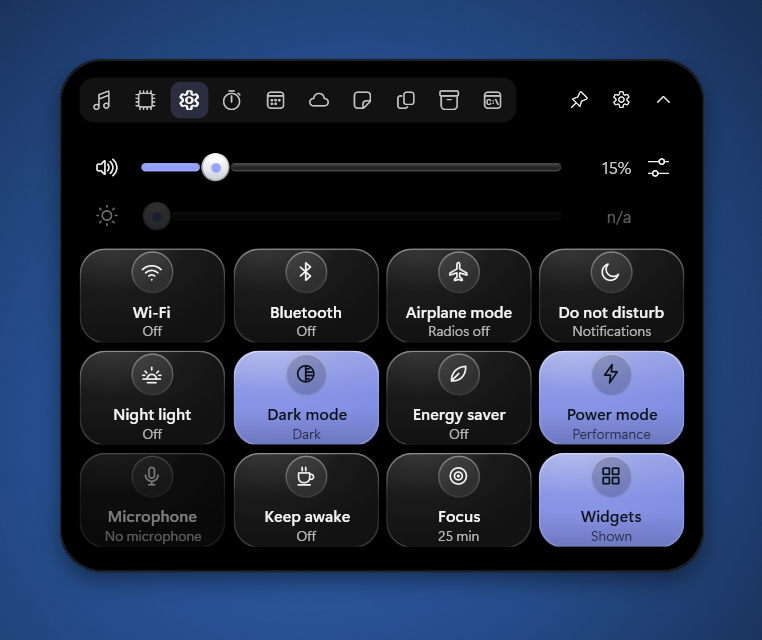 C:\
15%
n/a
Wi-Fi
Off
Bluetooth
Off
Airplane mode
Radios off
Do not disturb
Notifications
Night light
Off
Dark mode
Dark
Energy saver
Off
Power mode
Performance
Microphone
No microphone
Keep awake
Off
Focus
25 min
Widgets
Shown